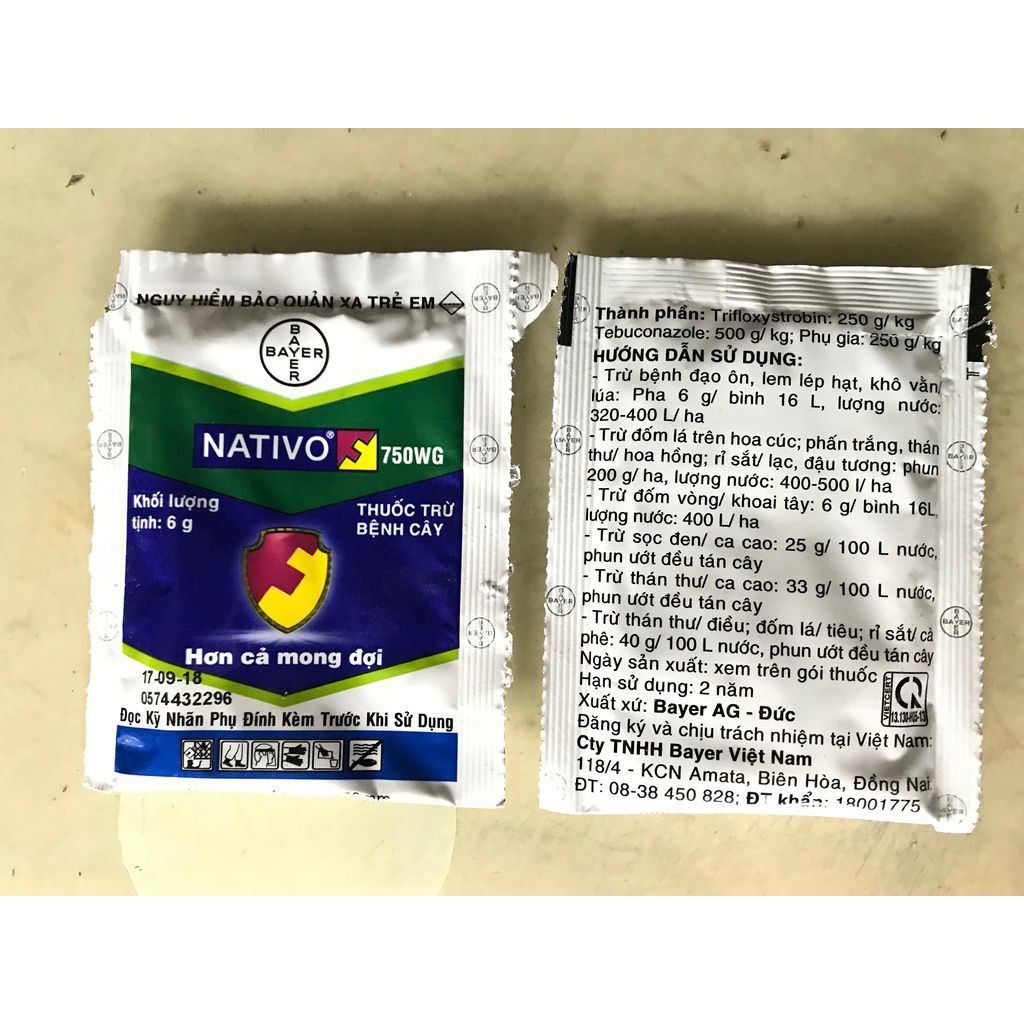 NGUY HIỂM BẢO QUẢN XA TRẺ EM
BAYER
BAYER
NATIVO® 750WG
Khối lượng
tịnh: 6 g
THUỐC TRỪ
BỆNH CÂY
Hơn cả mong đợi
17-09-18
0574432296
Đọc Kỹ Nhãn Phụ Đính Kèm Trước Khi Sử Dụng
Thành phần: Trifloxystrobin: 250 g/ kg
Tebuconazole: 500 g/ kg; Phụ gia: 250 g/ kg
HƯỚNG DẪN SỬ DỤNG:
- Trừ bệnh đạo ôn, lem lép hạt, khô vằn/
lúa: Pha 6 g/ bình 16 L, lượng nước:
320-400 L/ ha
- Trừ đốm lá trên hoa cúc; phấn trắng, thán
thư/ hoa hồng; rỉ sắt/ lạc, đậu tương: phun
200 g/ ha, lượng nước: 400-500 l/ ha
- Trừ đốm vòng/ khoai tây: 6 g/ bình 16L,
lượng nước: 400 L/ ha
- Trừ sọc đen/ ca cao: 25 g/ 100 L nước,
phun ướt đều tán cây
- Trừ thán thư/ ca cao: 33 g/ 100 L nước,
phun ướt đều tán cây
- Trừ thán thư/ điều; đốm lá/ tiêu; rỉ sắt/ cà
phê: 40 g/ 100 L nước, phun ướt đều tán cây
Ngày sản xuất: xem trên gói thuốc
Hạn sử dụng: 2 năm
Xuất xứ: Bayer AG - Đức
Đăng ký và chịu trách nhiệm tại Việt Nam:
Cty TNHH Bayer Việt Nam
118/4 - KCN Amata, Biên Hòa, Đồng Nai.
ĐT: 08-38 450 828; ĐT khẩn: 18001775
VIETCERT